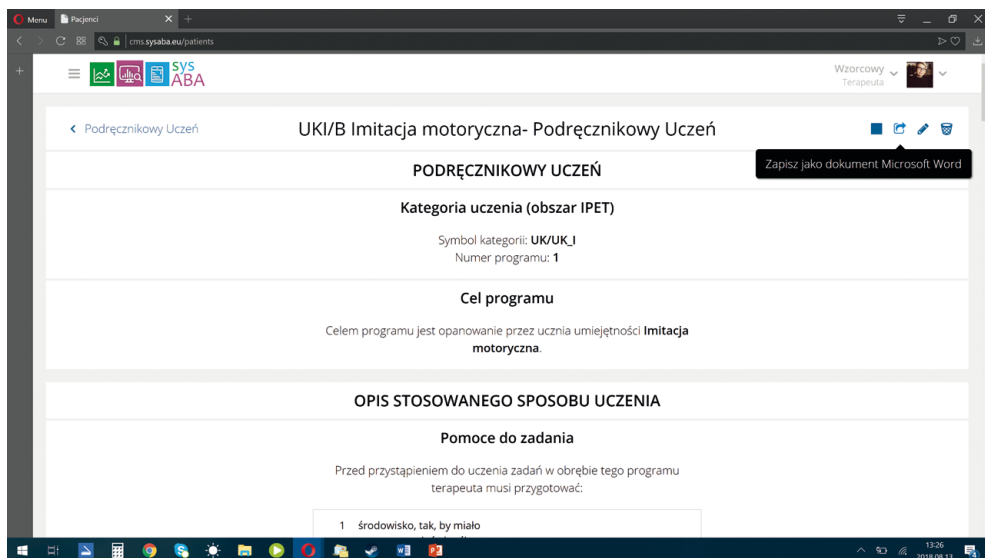 Menu
Pacjenci
cms.sysaba.eu/patients
sys
ABA
Wzorcowy
Terapeuta
Podręcznikowy Uczeń
UKI/B Imitacja motoryczna- Podręcznikowy Uczeń
Zapisz jako dokument Microsoft Word
PODRĘCZNIKOWY UCZEŃ
Kategoria uczenia (obszar IPET)
Symbol kategorii: UK/UK_I
Numer programu: 1
Cel programu
Celem programu jest opanowanie przez ucznia umiejętności Imitacja
motoryczna.
OPIS STOSOWANEGO SPOSOBU UCZENIA
Pomoce do zadania
Przed przystąpieniem do uczenia zadań w obrębie tego programu
terapeuta musi przygotować:
1 środowisko, tak, by miało
13:26
2018-08-13